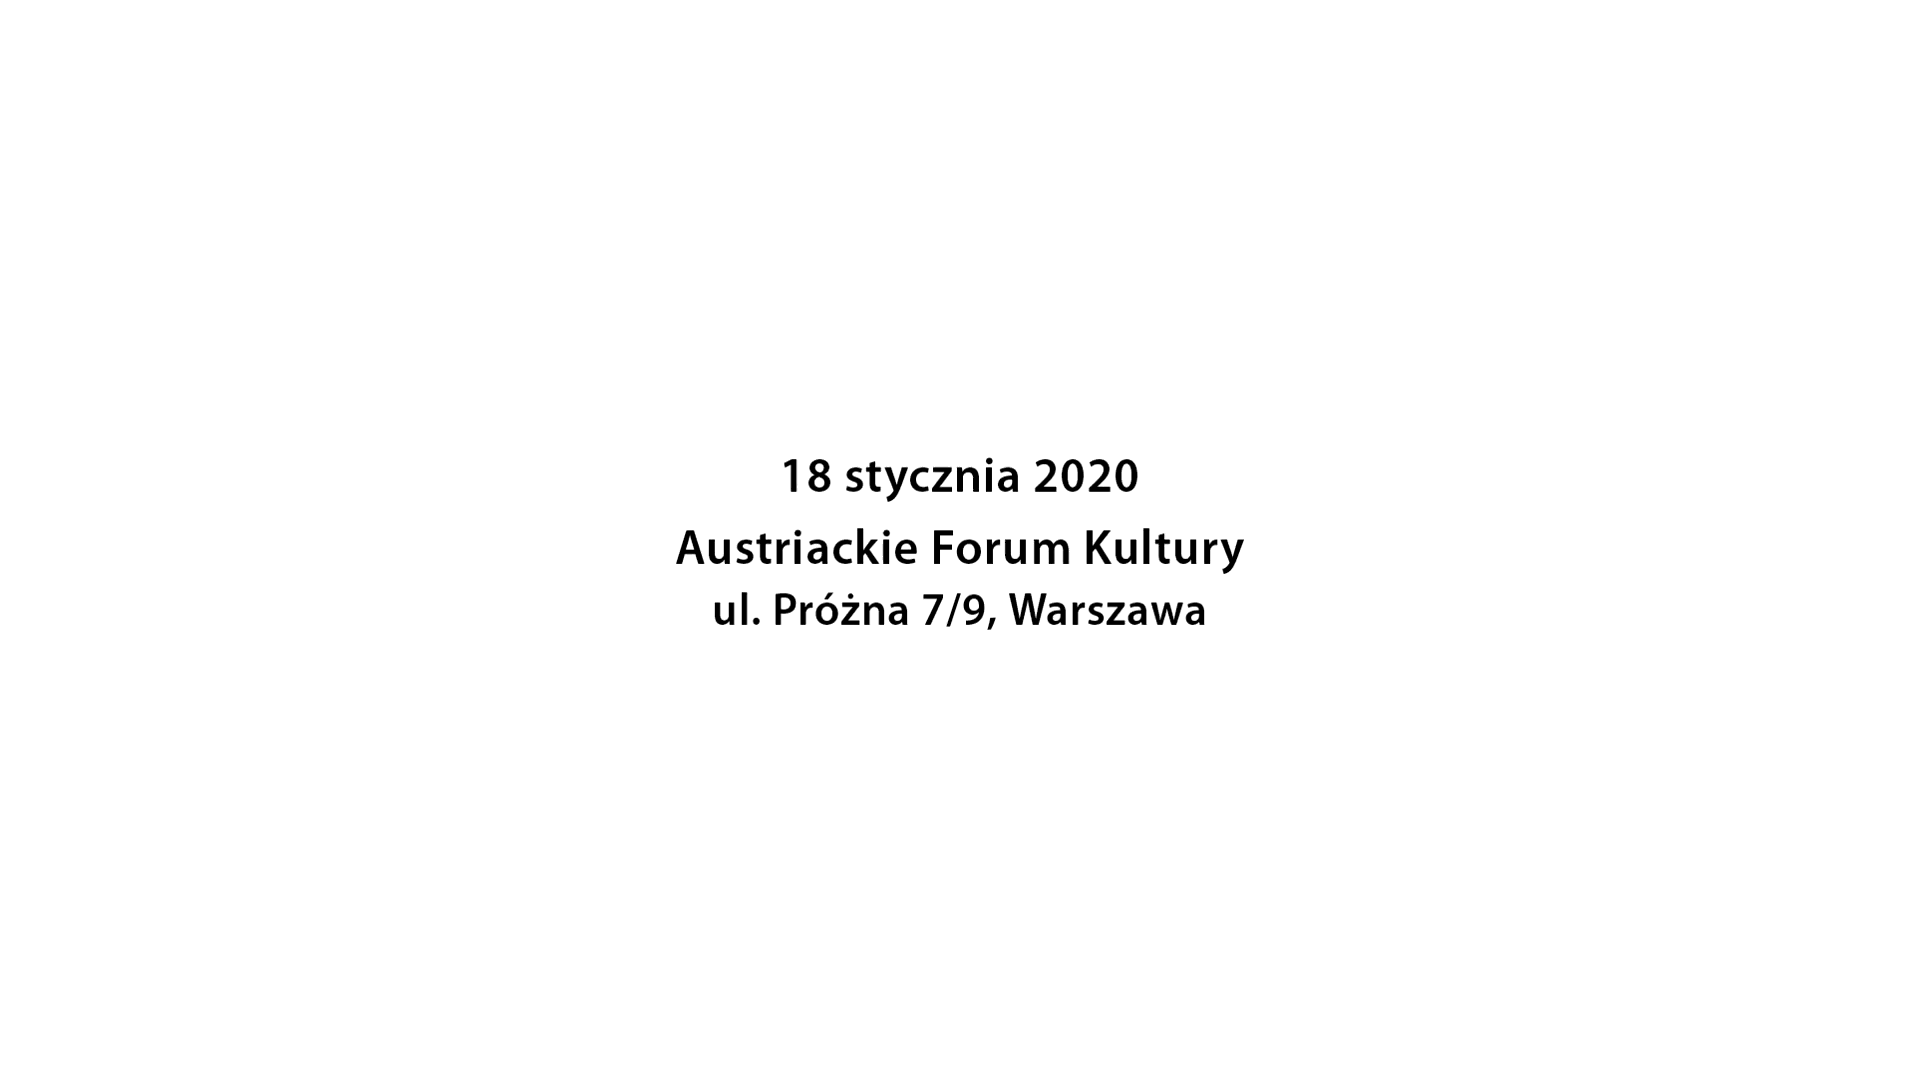 18 stycznia 2020
Austriackie Forum Kultury
ul. Próżna 7/9, Warszawa